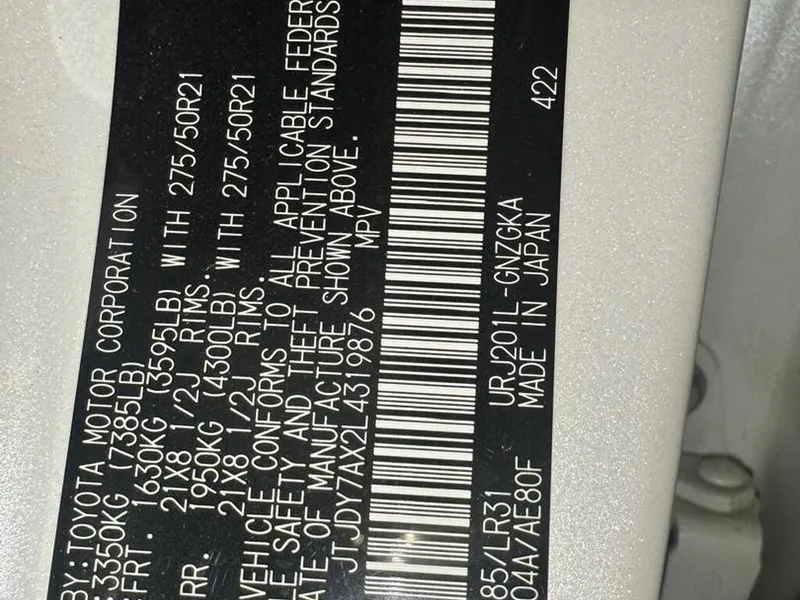 BY:TOYOTA MOTOR CORPORATION
:3350KG (7385LB)
FRT. 1630KG (3595LB) WITH 275/50R21
21X8 1/2J RIMS.
RR. 1950KG (4300LB) WITH 275/50R21
21X8 1/2J RIMS.
VEHICLE CONFORMS TO ALL APPLICABLE FEDER
LE SAFETY AND THEFT PREVENTION STANDARDS
ATE OF MANUFACTURE SHOWN ABOVE.
JTJDY7AX2L4319876 MPV
85/LR31 URJ201L-GNZGKA
04A/AE80F MADE IN JAPAN 422